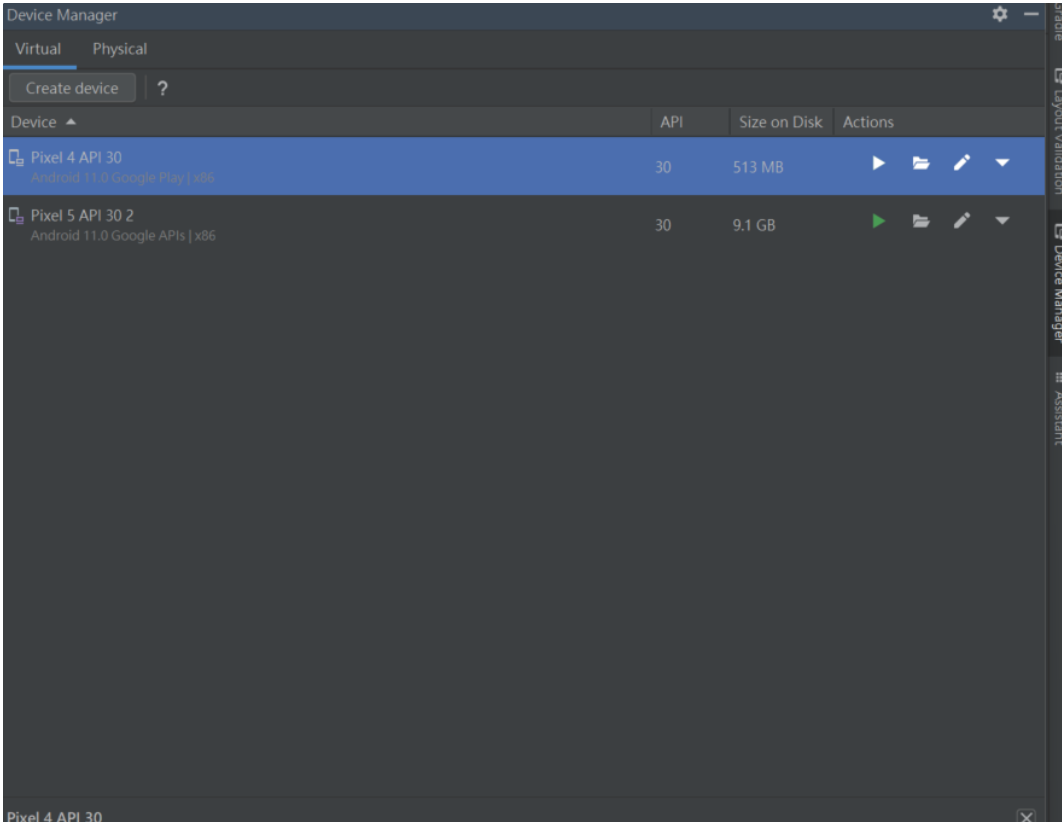 Device Manager
Virtual Physical
Create device ?
Device API Size on Disk Actions
Pixel 4 API 30
Android 11.0 Google Play | x86
30 513 MB
Pixel 5 API 30 2
Android 11.0 Google APIs | x86
30 9.1 GB
Pixel 4 API 30
Layout Validation
Device Manager
Assistant